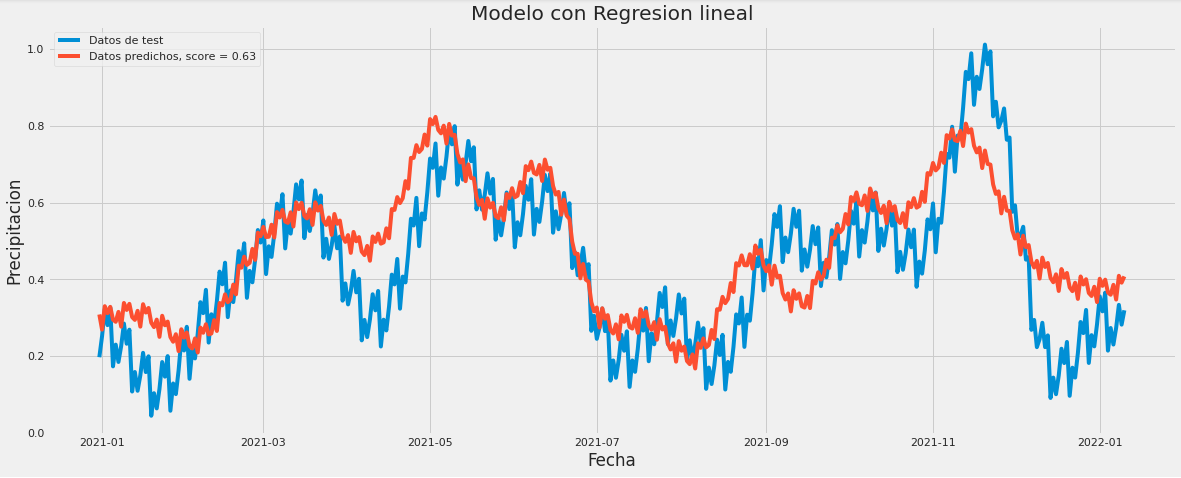 Modelo con Regresion lineal
Datos de test
Datos predichos, score = 0.63
Precipitacion
1.0
0.8
0.6
0.4
0.2
0.0
2021-01 2021-03 2021-05 2021-07 2021-09 2021-11 2022-01
Fecha